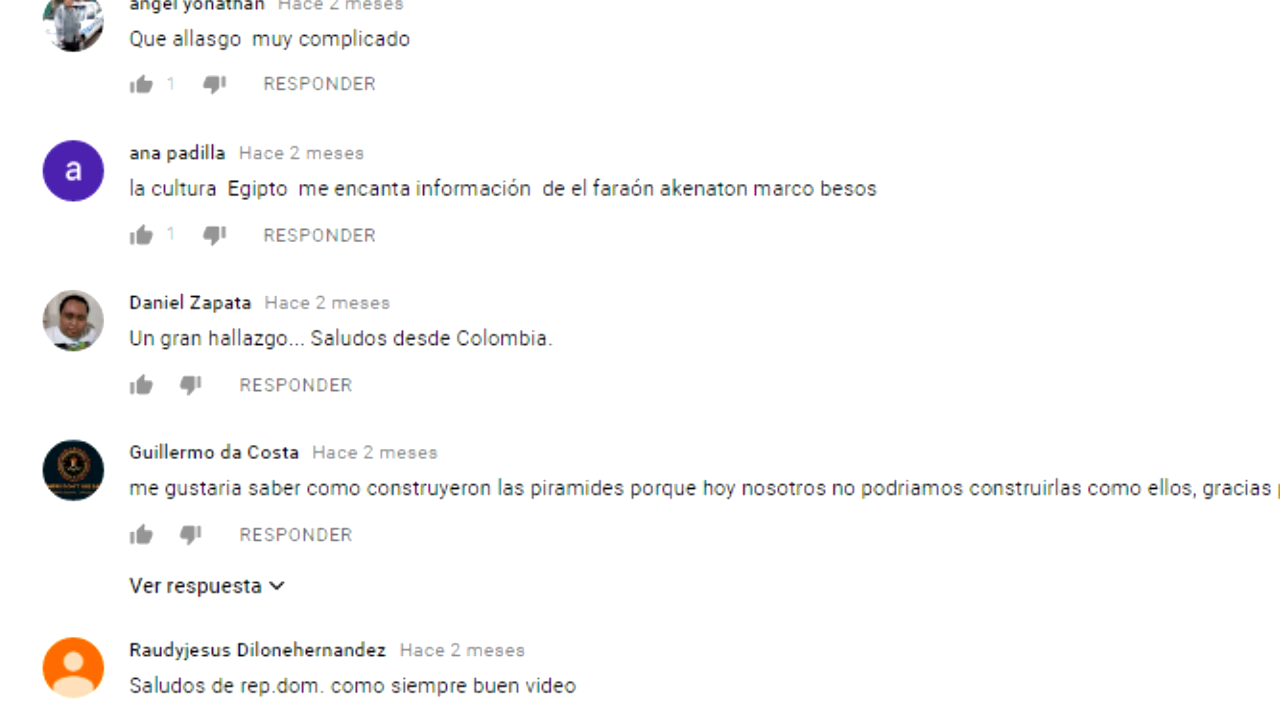 angel yonathan Hace 2 meses
Que allasgo muy complicado
1 RESPONDER
a
ana padilla Hace 2 meses
la cultura Egipto me encanta información de el faraón akenaton marco besos
1 RESPONDER
Daniel Zapata Hace 2 meses
Un gran hallazgo... Saludos desde Colombia.
RESPONDER
Guillermo da Costa Hace 2 meses
me gustaria saber como construyeron las piramides porque hoy nosotros no podriamos construirlas como ellos, gracias
RESPONDER
Ver respuesta
Raudyjesus Dilonehernandez Hace 2 meses
Saludos de rep.dom. como siempre buen video